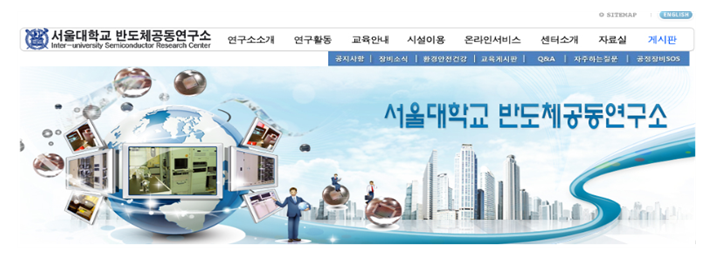 SITEMAP ENGLISH
서울대학교 반도체공동연구소
Inter-university Semiconductor Research Center
연구소소개 연구활동 교육안내 시설이용 온라인서비스 센터소개 자료실 게시판
공지사항 | 장비소식 | 환경안전건강 | 교육게시판 | Q&A | 자주하는질문 | 공정장비SOS
서울대학교 반도체공동연구소